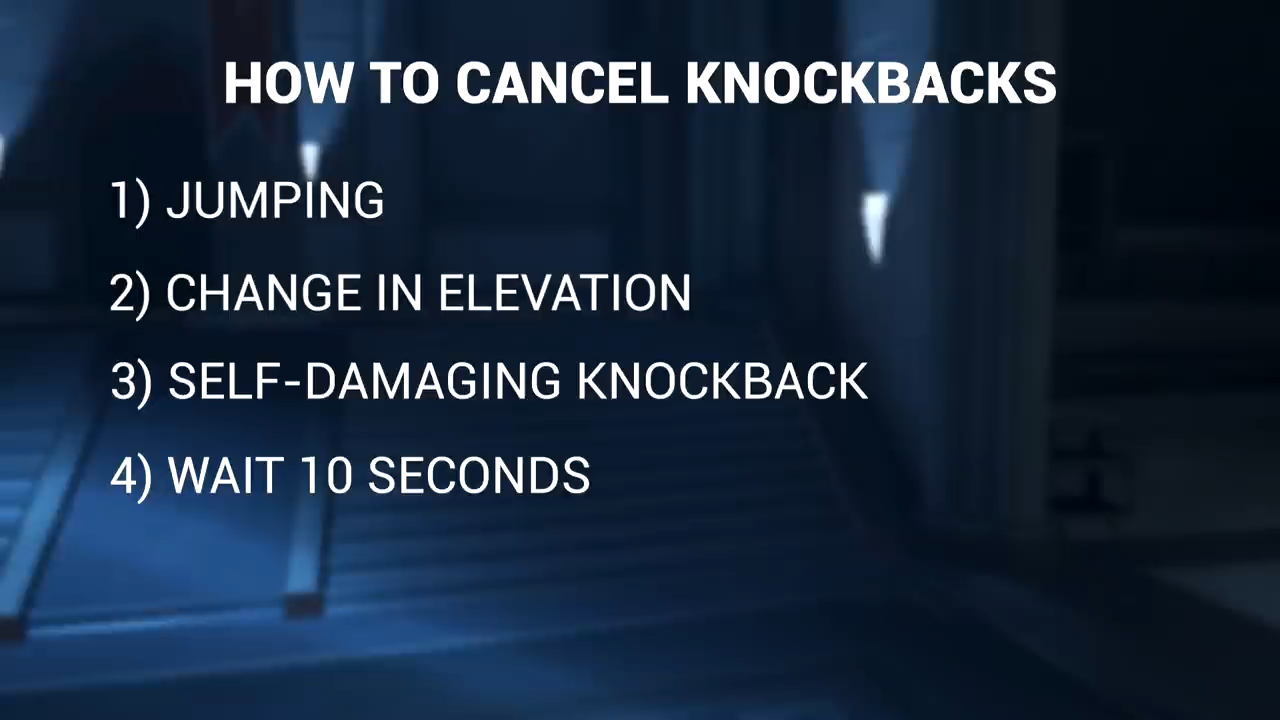 HOW TO CANCEL KNOCKBACKS
1) JUMPING
2) CHANGE IN ELEVATION
3) SELF-DAMAGING KNOCKBACK
4) WAIT 10 SECONDS